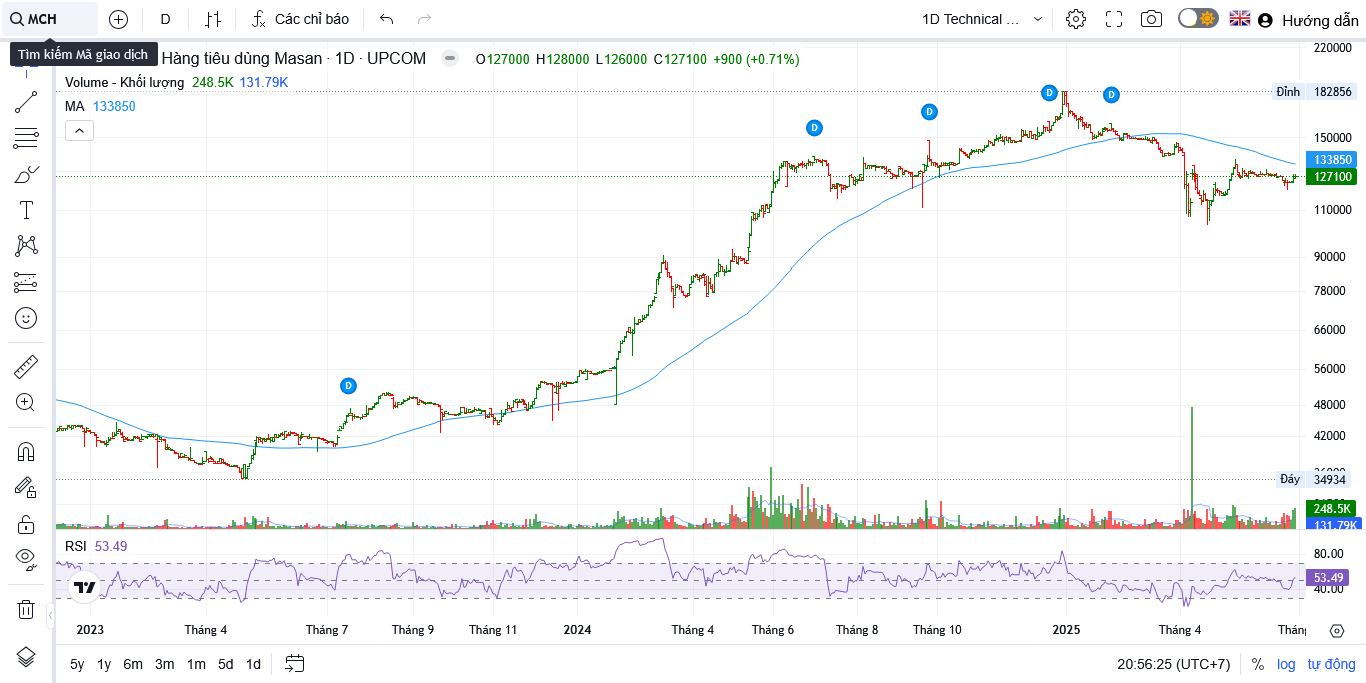 MCH
D
Các chỉ báo
1D Technical ...
Hướng dẫn
Tìm kiếm Mã giao dịch
Hàng tiêu dùng Masan · 1D · UPCOM
O127000 H128000 L126000 C127100 +900 (+0.71%)
Volume - Khối lượng 248.5K 131.79K
MA 133850
220000
Đỉnh 182856
150000
133850
127100
110000
90000
78000
66000
56000
48000
42000
Đáy 34934
248.5K
131.79K
D
D
D
D
D
RSI 53.49
80.00
53.49
40.00
2023 Tháng 4 Tháng 7 Tháng 9 Tháng 11 2024 Tháng 4 Tháng 6 Tháng 8 Tháng 10 2025 Tháng 4
5y 1y 6m 3m 1m 5d 1d
20:56:25 (UTC+7) % log tự động